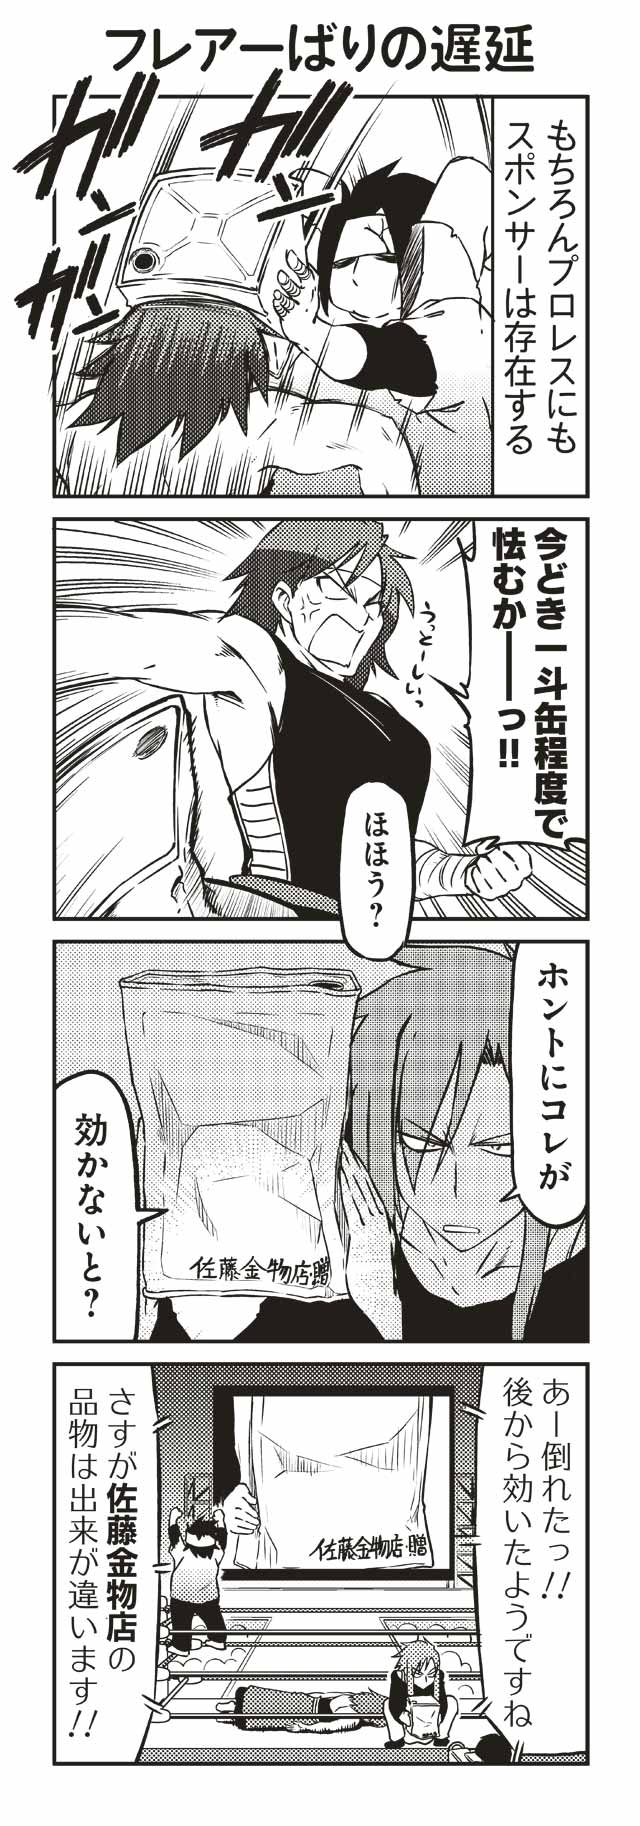 フレアーばりの遅延
もちろんプロレスにも
スポンサーは存在する
ガンガンガン
今どき一斗缶程度で
怯むかーーっ!!
うっとーしいっ
ほほう?
ホントにコレが
効かないと?
佐藤金物店・贈
あー倒れたっ!!
後から効いたようですね
佐藤金物店・贈
さすが佐藤金物店の
品物は出来が違います!!